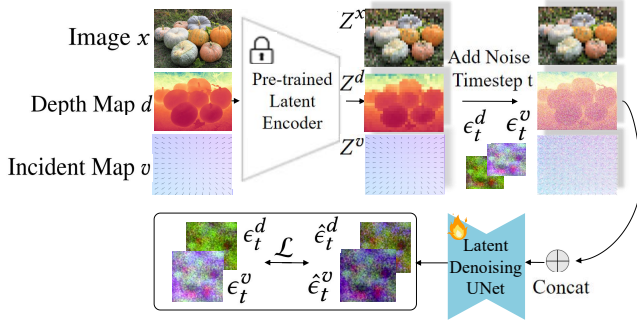 Image x
Depth Map d
Incident Map v
Pre-trained
Latent
Encoder
Z^x
Z^d
Z^v
Add Noise
Timestep t
ϵ_t^d ϵ_t^v
ϵ_t^d ℒ ϵ̂_t^d
ϵ_t^v ϵ̂_t^v
Latent
Denoising
UNet
Concat